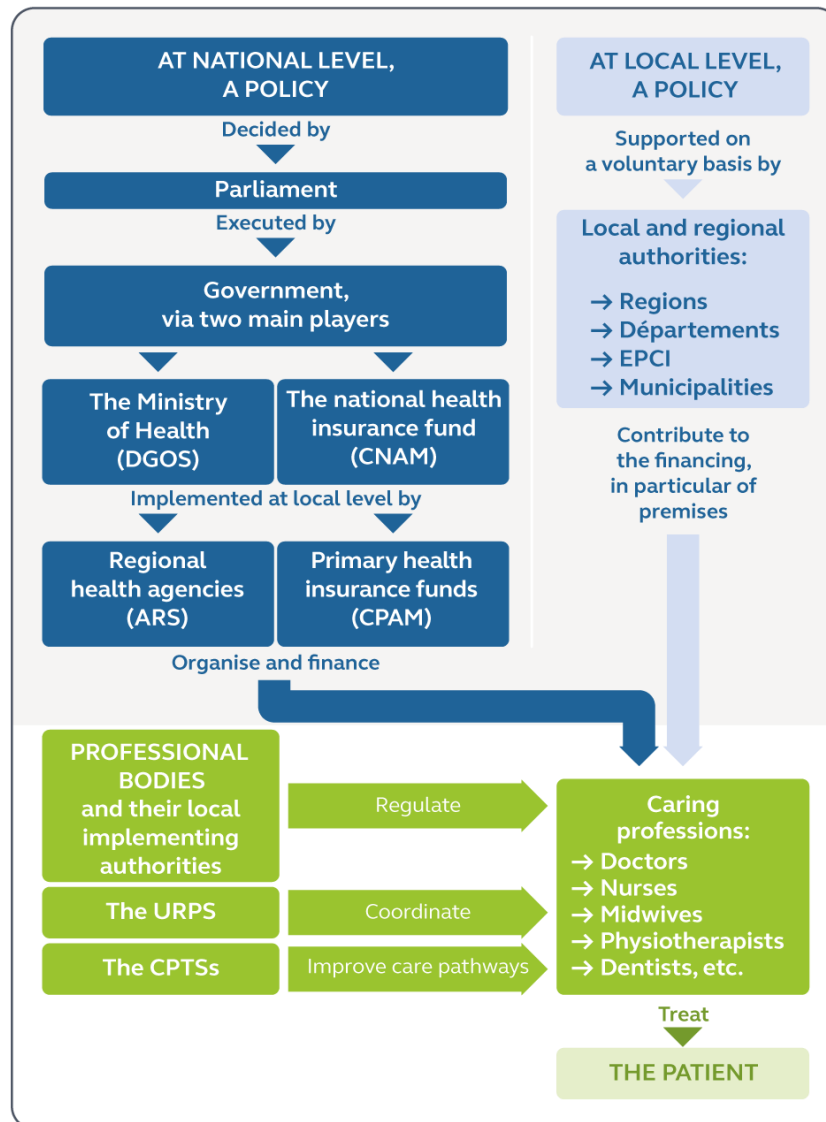 AT NATIONAL LEVEL,
A POLICY
Decided by
Parliament
Executed by
Government,
via two main players
The Ministry
of Health
(DGOS)
The national health
insurance fund
(CNAM)
Implemented at local level by
Regional
health agencies
(ARS)
Primary health
insurance funds
(CPAM)
Organise and finance
AT LOCAL LEVEL,
A POLICY
Supported on
a voluntary basis by
Local and regional
authorities:
→ Regions
→ Départements
→ EPCI
→ Municipalities
Contribute to
the financing,
in particular of
premises
PROFESSIONAL
BODIES
and their local
implementing
authorities
Regulate
The URPS
Coordinate
The CPTSs
Improve care pathways
Caring
professions:
→ Doctors
→ Nurses
→ Midwives
→ Physiotherapists
→ Dentists, etc.
Treat
THE PATIENT